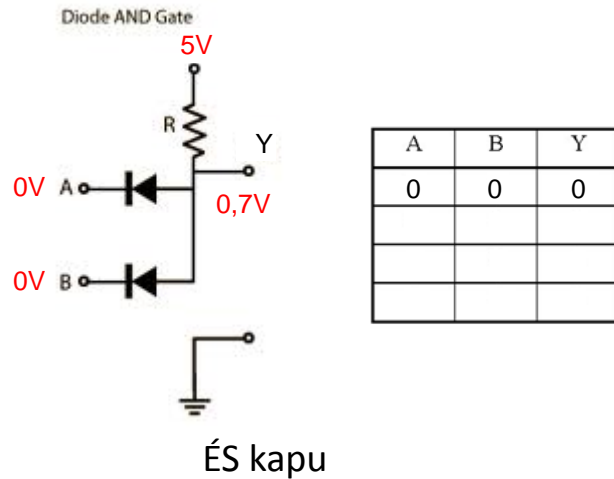 Diode AND Gate
5V
R
Y
0V A
0,7V
0V B
A B Y
0 0 0
ÉS kapu